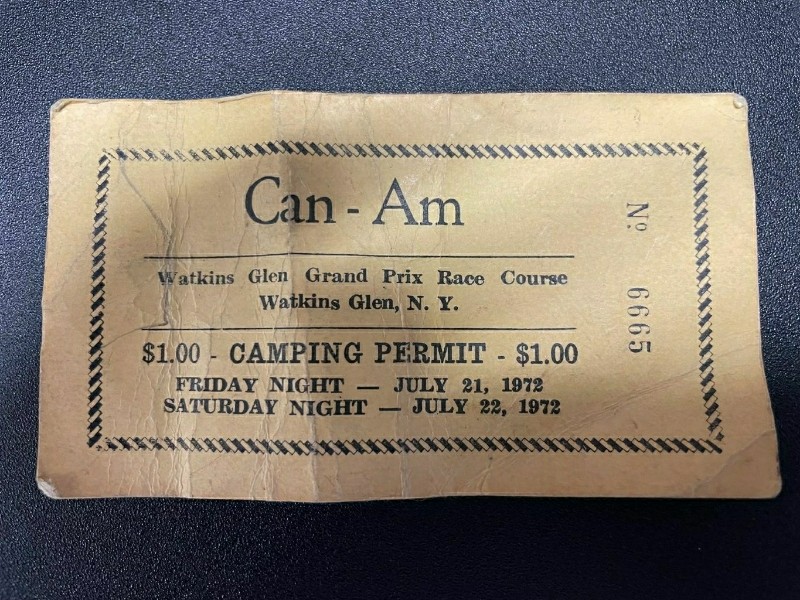 Can - Am
Watkins Glen Grand Prix Race Course
Watkins Glen, N. Y.
$1.00 - CAMPING PERMIT - $1.00
FRIDAY NIGHT — JULY 21, 1972
SATURDAY NIGHT — JULY 22, 1972
Nº 6665